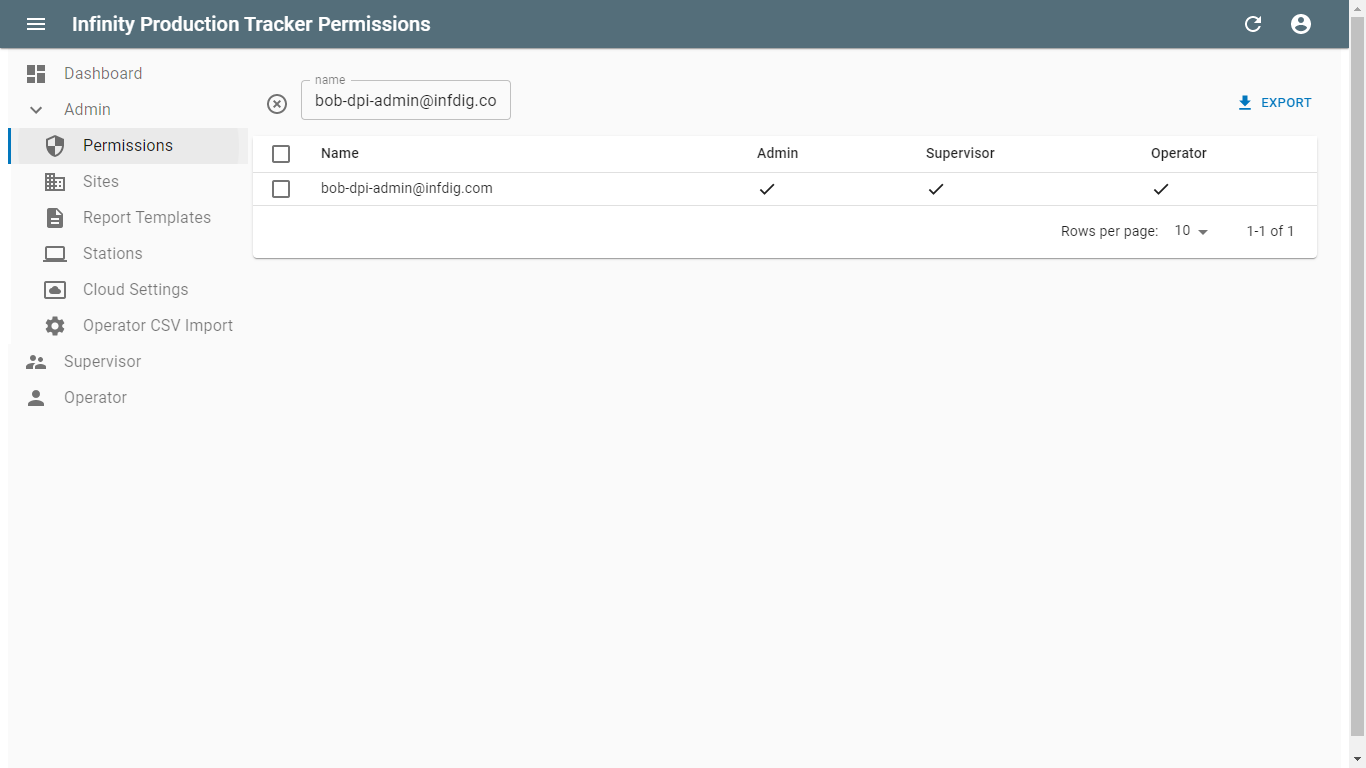 Infinity Production Tracker Permissions
Dashboard
Admin
Permissions
Sites
Report Templates
Stations
Cloud Settings
Operator CSV Import
Supervisor
Operator
name
bob-dpi-admin@infdig.co
EXPORT
Name Admin Supervisor Operator
bob-dpi-admin@infdig.com
Rows per page: 10 1-1 of 1